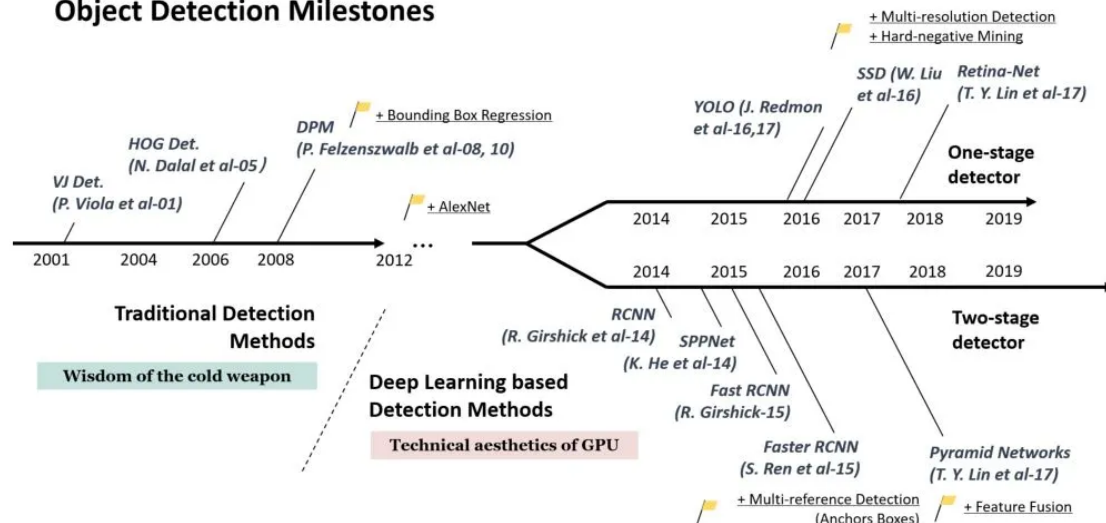 Object Detection Milestones
+ Multi-resolution Detection
+ Hard-negative Mining
SSD (W. Liu
et al-16)
Retina-Net
(T. Y. Lin et al-17)
YOLO (J. Redmon
et al-16,17)
+ Bounding Box Regression
DPM
(P. Felzenszwalb et al-08, 10)
HOG Det.
(N. Dalal et al-05)
VJ Det.
(P. Viola et al-01)
+ AlexNet
...
One-stage
detector
2014 2015 2016 2017 2018 2019
2001 2004 2006 2008 2012
2014 2015 2016 2017 2018 2019
Traditional Detection
Methods
Wisdom of the cold weapon
Deep Learning based
Detection Methods
Technical aesthetics of GPU
RCNN
(R. Girshick et al-14)
SPPNet
(K. He et al-14)
Fast RCNN
(R. Girshick-15)
Faster RCNN
(S. Ren et al-15)
Two-stage
detector
Pyramid Networks
(T. Y. Lin et al-17)
+ Multi-reference Detection
(Anchors Boxes)
+ Feature Fusion